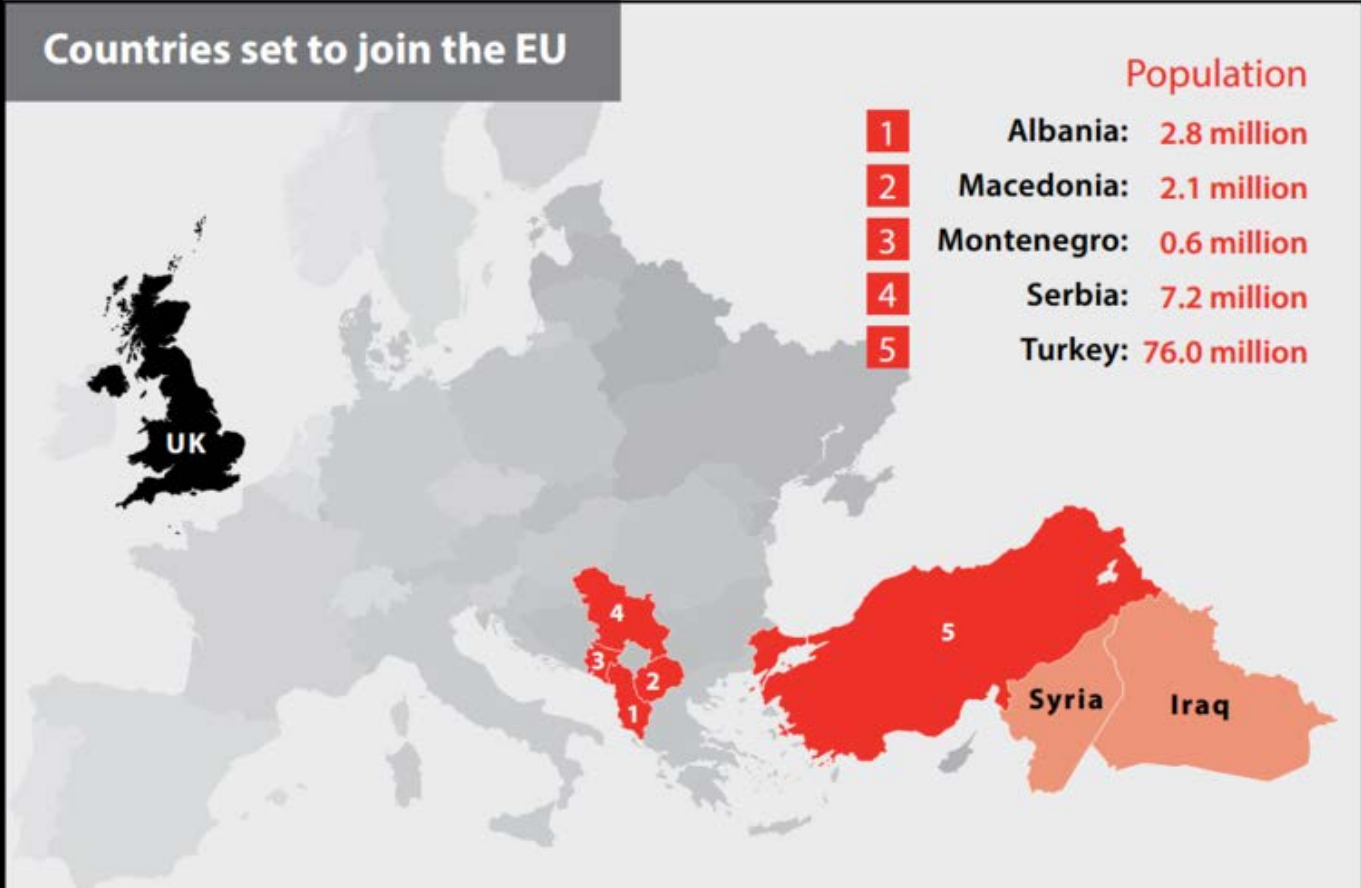 Countries set to join the EU
Population
1 Albania: 2.8 million
2 Macedonia: 2.1 million
3 Montenegro: 0.6 million
4 Serbia: 7.2 million
5 Turkey: 76.0 million
UK
4
3
2
1
5
Syria
Iraq